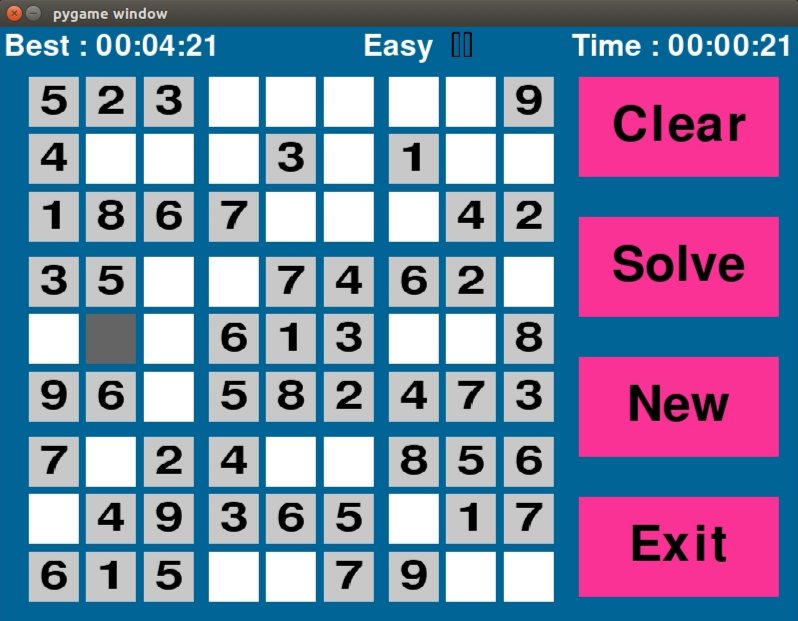 pygame window
Best : 00:04:21 Easy Time : 00:00:21
5 2 3 9
4 3 1
1 8 6 7 4 2
3 5 7 4 6 2
6 1 3 8
9 6 5 8 2 4 7 3
7 2 4 8 5 6
4 9 3 6 5 1 7
6 1 5 7 9
Clear
Solve
New
Exit